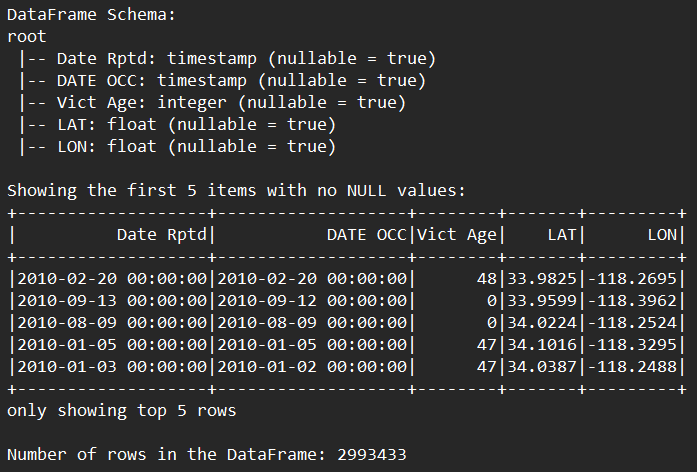 DataFrame Schema:
root
 |-- Date Rptd: timestamp (nullable = true)
 |-- DATE OCC: timestamp (nullable = true)
 |-- Vict Age: integer (nullable = true)
 |-- LAT: float (nullable = true)
 |-- LON: float (nullable = true)

Showing the first 5 items with no NULL values:
+-------------------+-------------------+--------+-------+---------+
|          Date Rptd|           DATE OCC|Vict Age|    LAT|      LON|
+-------------------+-------------------+--------+-------+---------+
|2010-02-20 00:00:00|2010-02-20 00:00:00|      48|33.9825|-118.2695|
|2010-09-13 00:00:00|2010-09-12 00:00:00|       0|33.9599|-118.3962|
|2010-08-09 00:00:00|2010-08-09 00:00:00|       0|34.0224|-118.2524|
|2010-01-05 00:00:00|2010-01-05 00:00:00|      47|34.1016|-118.3295|
|2010-01-03 00:00:00|2010-01-02 00:00:00|      47|34.0387|-118.2488|
+-------------------+-------------------+--------+-------+---------+
only showing top 5 rows

Number of rows in the DataFrame: 2993433